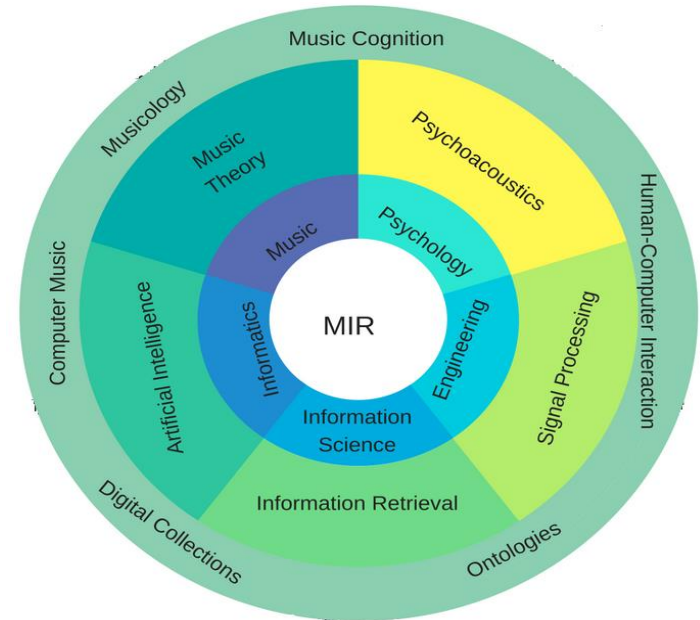 Music Cognition
Musicology
Human-Computer Interaction
Computer Music
Digital Collections
Ontologies
Music
Theory
Psychoacoustics
Artificial Intelligence
Signal Processing
Information Retrieval
Music
Psychology
Informatics
Engineering
Information
Science
MIR